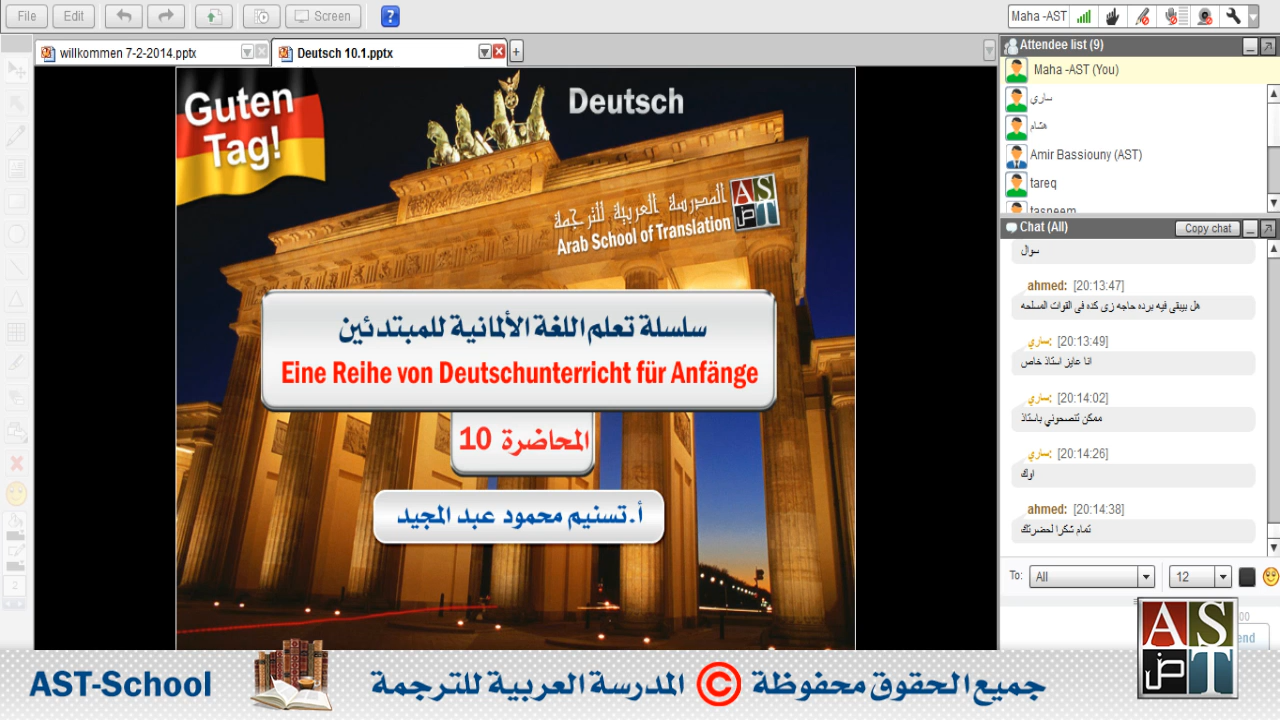 File
Edit
Screen
?
Maha -AST
willkommen 7-2-2014.pptx
Deutsch 10.1.pptx
Guten
Tag!
Deutsch
المدرسة العربية للترجمة
Arab School of Translation
AS
ض T
سلسلة تعلم اللغة الألمانية للمبتدئين
Eine Reihe von Deutschunterricht für Anfänge
المحاضرة 10
أ.تسنيم محمود عبد المجيد
Attendee list (9)
Maha -AST (You)
ساري
هشام
Amir Bassiouny (AST)
tareq
tasneem
Chat (All)
Copy chat
سوال
ahmed: [20:13:47]
هل بيبقى فيه برده حاجه زى كده فى القوات المسلحه
ساري: [20:13:49]
انا عايز استاذ خاص
ساري: [20:14:02]
ممكن تنصحوني باستاذ
ساري: [20:14:26]
اوك
ahmed: [20:14:38]
تمام شكرا لحضرتك
To:
All
12
2
AS
ض T
AST-School
جميع الحقوق محفوظة © المدرسة العربية للترجمة